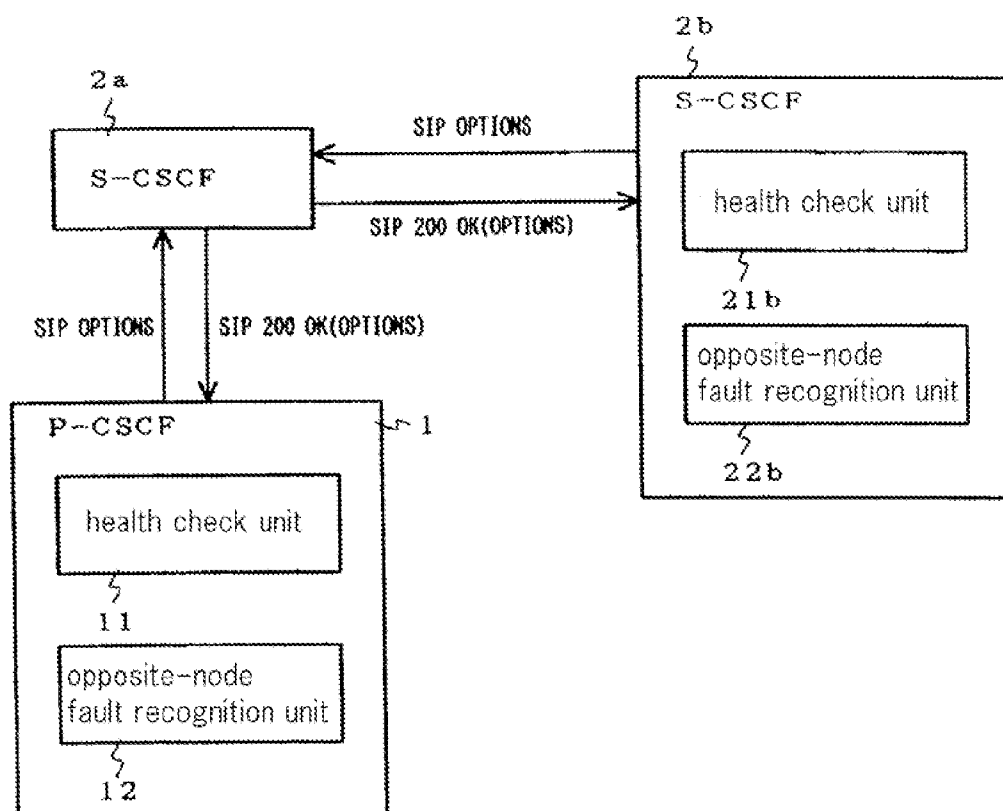 2b
2a
S-CSCF
SIP OPTIONS
S-CSCF
health check unit
SIP 200 OK(OPTIONS)
21b
SIP OPTIONS
SIP 200 OK(OPTIONS)
opposite-node
fault recognition unit
P-CSCF
1
22b
health check unit
11
opposite-node
fault recognition unit
12